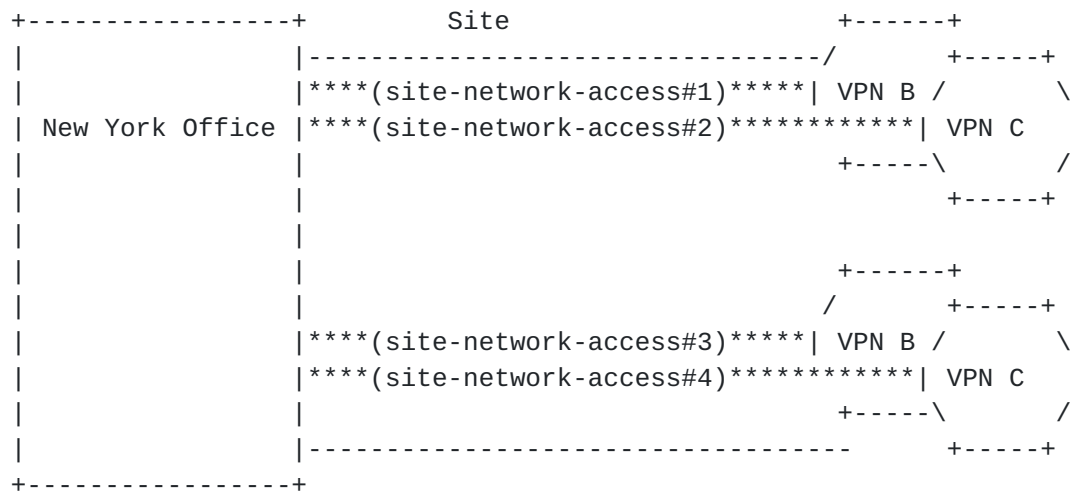 Site
****(site-network-access#1)*****| VPN B
New York Office |****(site-network-access#2)************| VPN C
****(site-network-access#3)*****| VPN B
****(site-network-access#4)************| VPN C